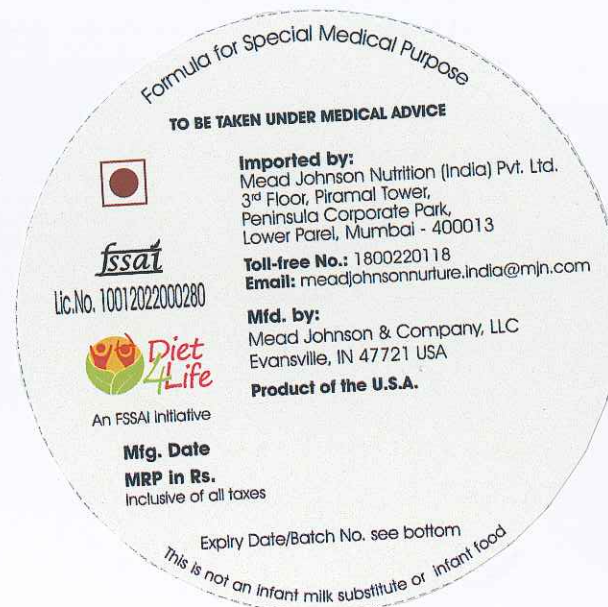 Formula for Special Medical Purpose
TO BE TAKEN UNDER MEDICAL ADVICE
Imported by:
Mead Johnson Nutrition (India) Pvt. Ltd.
3rd Floor, Piramal Tower,
Peninsula Corporate Park,
Lower Parel, Mumbai - 400013
Toll-free No.: 1800220118
Email: meadjohnsonnurture.india@mjn.com
Mfd. by:
Mead Johnson & Company, LLC
Evansville, IN 47721 USA
Product of the U.S.A.
fssai
Lic.No. 10012022000280
Diet
4Life
An FSSAI initiative
Mfg. Date
MRP in Rs.
Inclusive of all taxes
Expiry Date/Batch No. see bottom
This is not an infant milk substitute or infant food